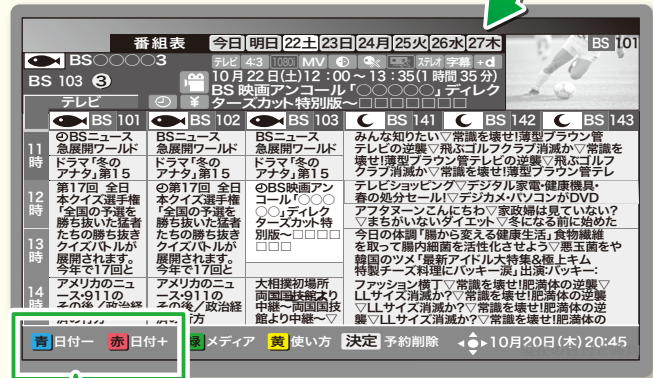 番組表 今日 明日 22土 23日 24月 25火 26水 27木
BS 101
BS○○○○3
テレビ 4:3 1080i MV ステレオ 字幕 +d
BS 103 ③
10月22日(土)12:00〜13:35(1時間35分)
BS 映画アンコール「○○○○○」ディレク
ターズカット特別版〜□□□□□□□
テレビ ¥
BS 101 BS 102 BS 103 BS 141 BS 142 BS 143
11時
12時
13時
14時
BSニュース
急展開ワールド
ドラマ「冬の
アナタ」第15
第17回 全日
本クイズ選手権
「全国の予選を
勝ち抜いた猛者
たちの勝ち抜き
クイズバトルが
展開されます。
今年で17回と
アメリカのニュ
ース・911の
その後／政治経
済の行方
BSニュース
急展開ワールド
ドラマ「冬の
アナタ」第15
第17回 全日
本クイズ選手権
「全国の予選を
勝ち抜いた猛者
たちの勝ち抜き
クイズバトルが
展開されます。
今年で17回と
アメリカのニュ
ース・911の
その後／政治経
BSニュース
急展開ワールド
ドラマ「冬の
アナタ」第15
BS映画アン
コール「○○○
○○」ディレク
ターズカット特
別版〜□□□□
□□□
大相撲初場所
両国国技館より
中継〜両国国技
館より中継〜▽
みんな知りたい▽常識を壊せ!薄型ブラウン管
テレビの逆襲▽飛ぶゴルフクラブ消滅か▽常識を
壊せ!薄型ブラウン管テレビの逆襲▽飛ぶゴルフ
クラブ消滅か▽常識を壊せ!薄型ブラウン管テレ
テレビショッピング▽デジタル家電・健康機具・
春の処分セール!▽デジカメ・パソコンがDVD
アフタヌーンこんにちわ▽家政婦は見ていない?
▽まちがいないダイエット▽冬になる前に始めた
今日の体調「腸から変える健康生活」食物繊維
を取って腸内細菌を活性化させよう▽悪玉菌をや
韓国のツメ「最新アイドル大特集&極上キム
特製チーズ料理にバッキー涙」出演:バッキー:
ファッション横丁▽常識を壊せ!肥満体の逆襲▽
LLサイズ消滅か?▽常識を壊せ!肥満体の逆襲
▽LLサイズ消滅か?▽常識を壊せ!肥満体の逆
襲▽LLサイズ消滅か?▽常識を壊せ!肥満体の
青 日付ー 赤 日付+ 緑 メディア 黄 使い方 決定 予約削除 10月20日(木)20:45